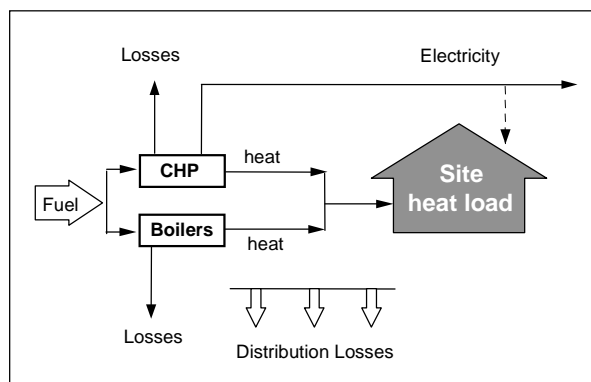 Losses
Electricity
heat
CHP
Site
heat load
Fuel
Boilers
heat
Losses
Distribution Losses